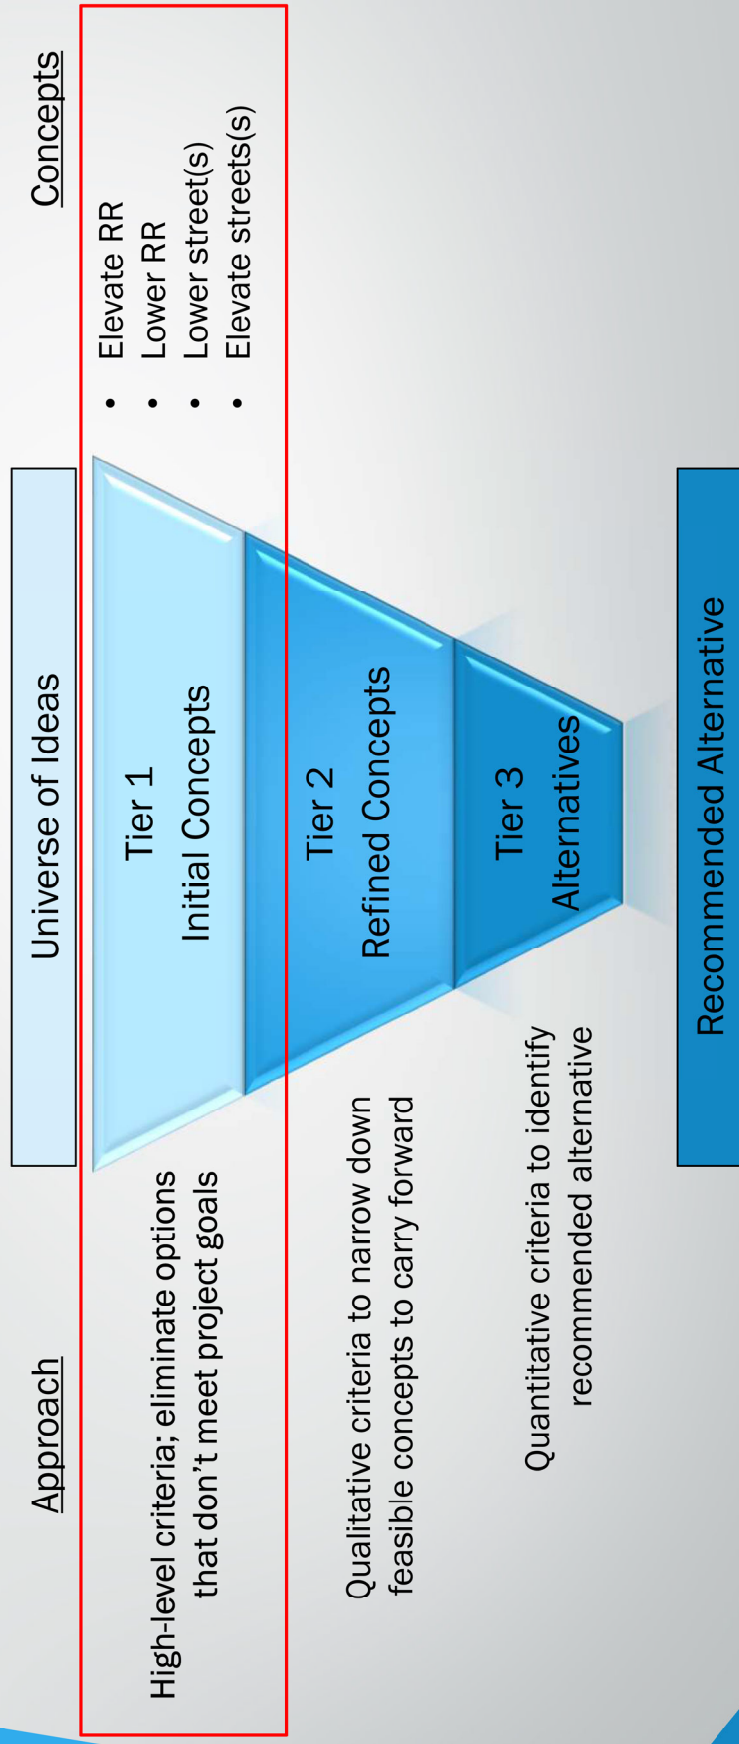 Approach
Universe of Ideas
Concepts
High-level criteria; eliminate options
that don't meet project goals
Tier 1
Initial Concepts
• Elevate RR
• Lower RR
• Lower street(s)
• Elevate streets(s)
Qualitative criteria to narrow down
feasible concepts to carry forward
Tier 2
Refined Concepts
Quantitative criteria to identify
recommended alternative
Tier 3
Alternatives
Recommended Alternative